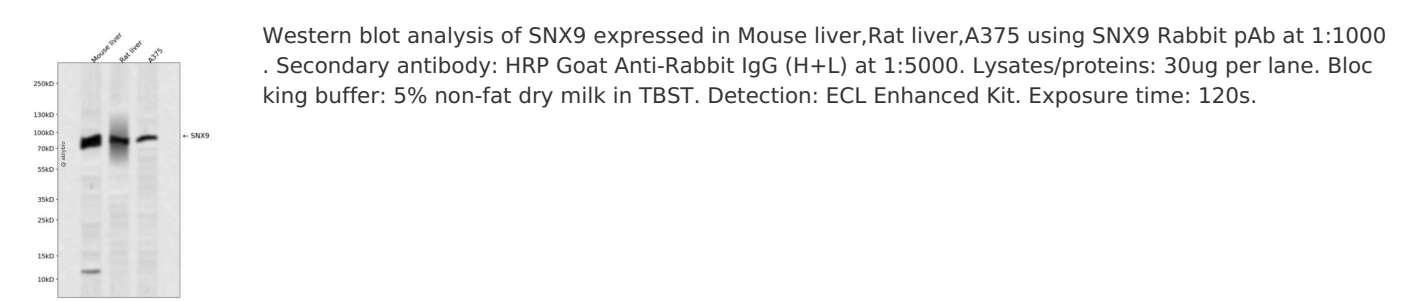 Mouse liver
Rat liver
A375
250kD
130kD
100kD
70kD
55kD
35kD
25kD
15kD
10kD
← SNX9
@ ablybio
Western blot analysis of SNX9 expressed in Mouse liver,Rat liver,A375 using SNX9 Rabbit pAb at 1:1000
. Secondary antibody: HRP Goat Anti-Rabbit IgG (H+L) at 1:5000. Lysates/proteins: 30ug per lane. Bloc
king buffer: 5% non-fat dry milk in TBST. Detection: ECL Enhanced Kit. Exposure time: 120s.